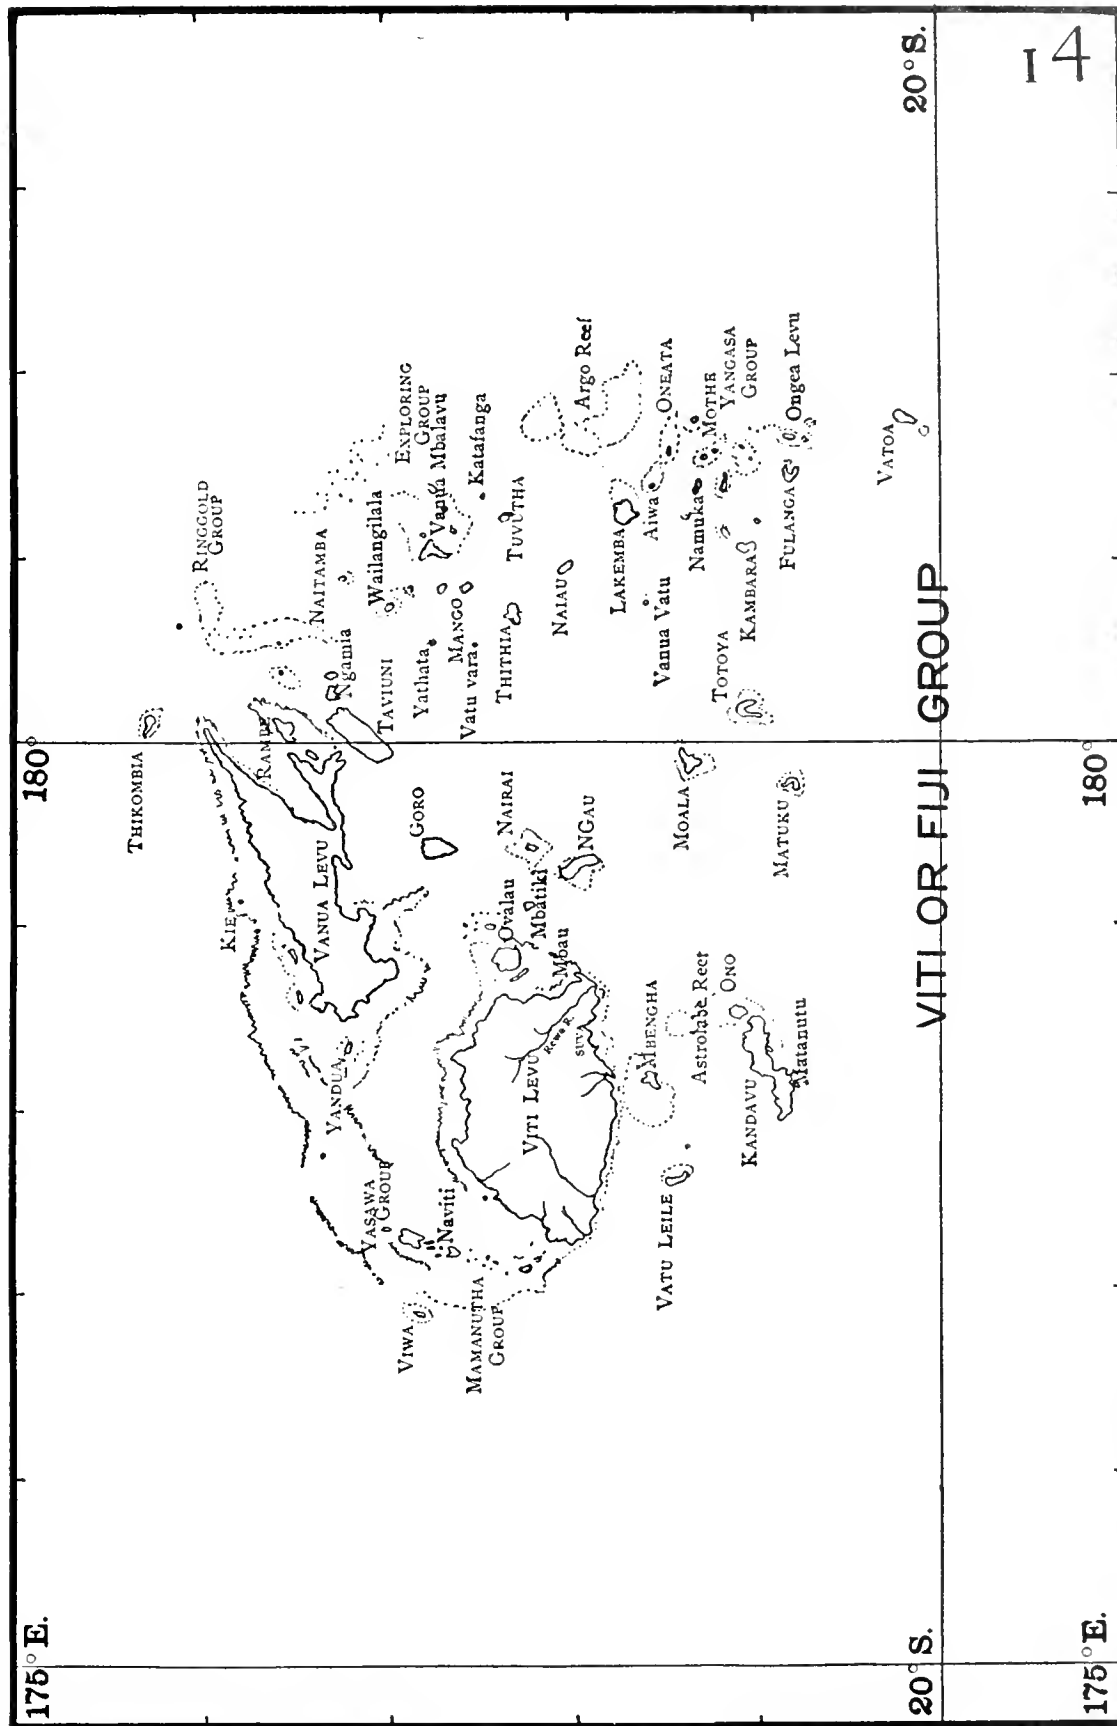 175° E.
180°
THIKOMBIA
RINGGOLD
GROUP
KIE
RAMBE
NAITAMBA
VANUA LEVU
Ngamia
Wailangilala
YANDUA
TAVIUNI
EXPLORING
GROUP
YASAWA
GROUP
Yathata
Vanua Mbalavu
VIWA
GORO
MANGO
Naviti
Vatu vara
Katafanga
MAMANUTHA
GROUP
NAIRAI
Ovalau
THITHIA
TUVUTHA
Mbatiki
VITI LEVU
Rewa R.
Mbau
SUVA
NGAU
NAIAU
Argo Reef
LAKEMBA
MBENGHA
Vanua Vatu
Aiwa
ONEATA
VATU LEILE
Astrolabe Reef
MOALA
Namuka
MOTHE
ONO
TOTOYA
YANGASA
GROUP
KANDAVU
KAMBARA
Matanutu
MATUKU
FULANGA
Ongea Levu
VATOA
20° S.
20° S.
VITI OR FIJI GROUP
175° E.
180°
14